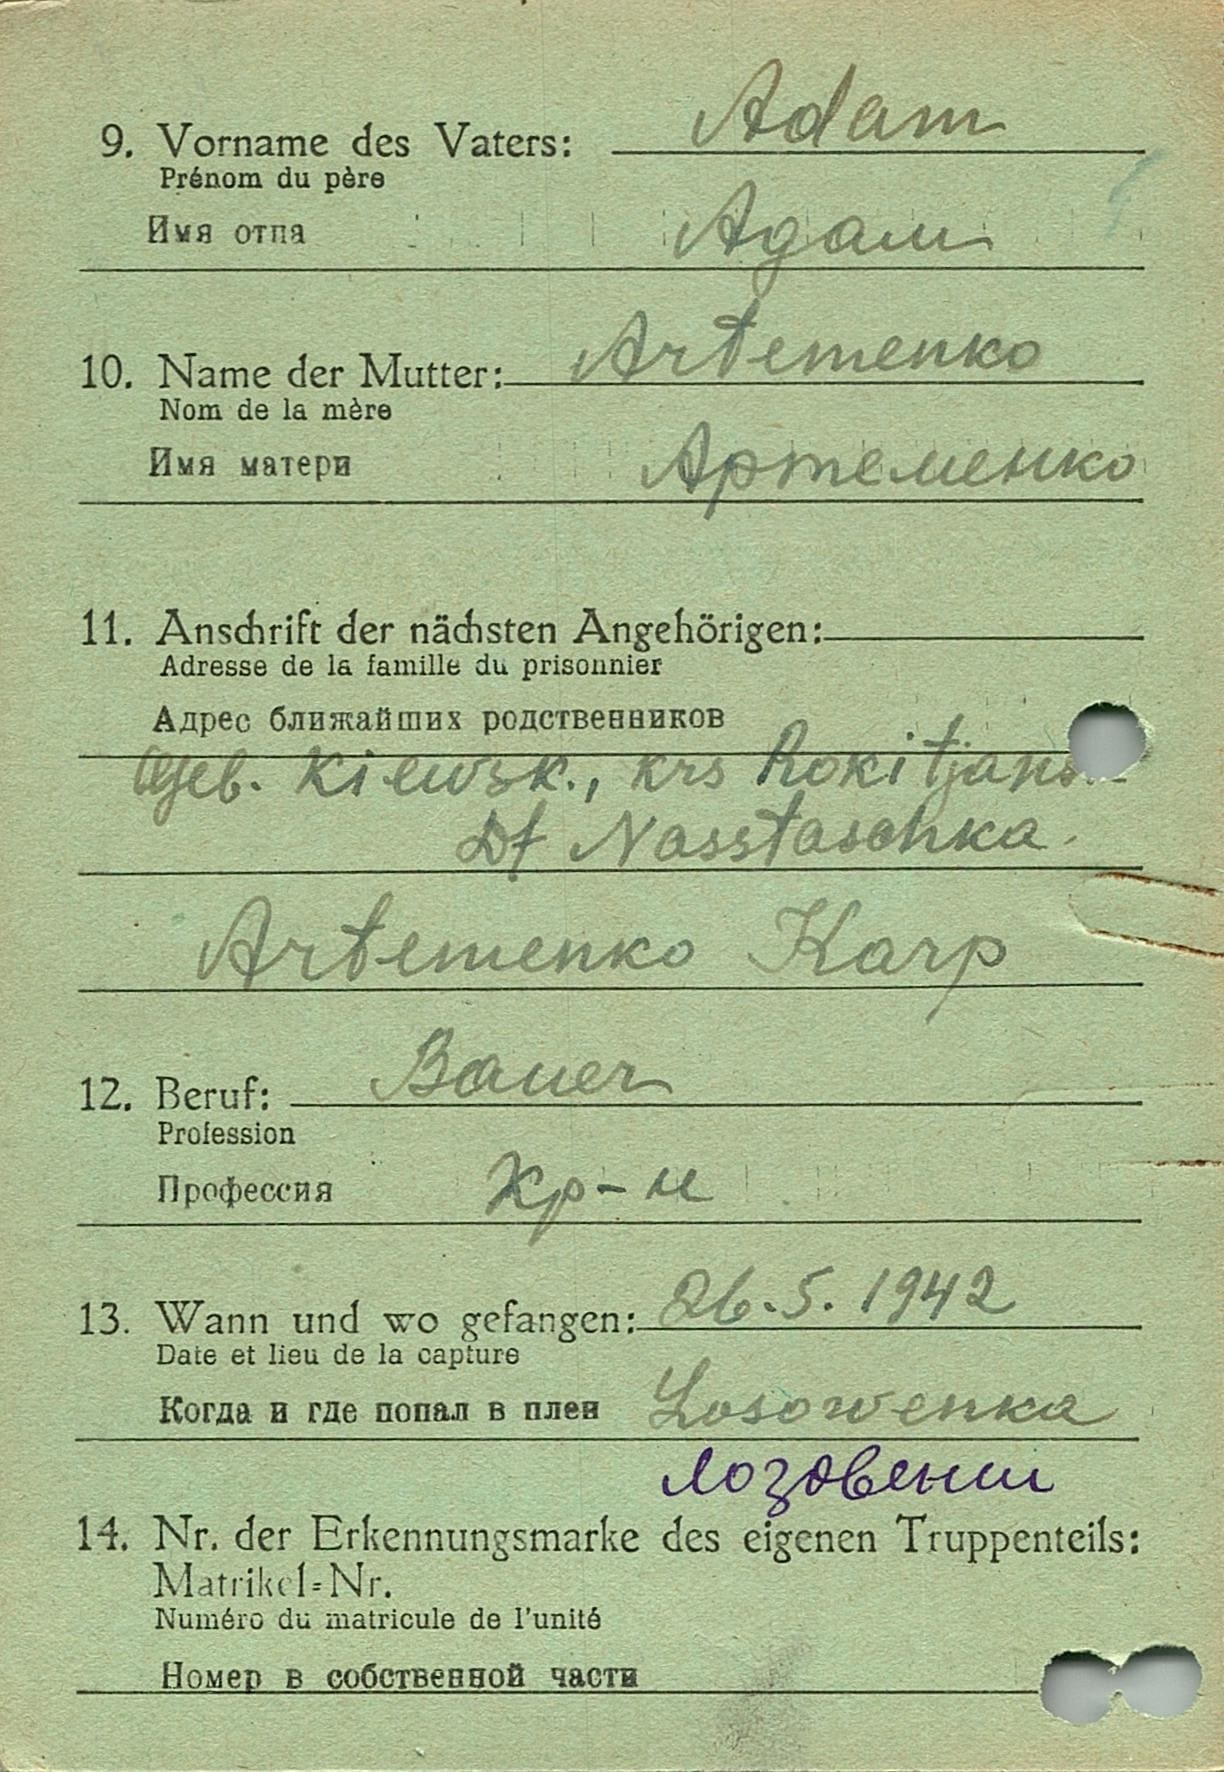 9. Vorname des Vaters: Adam
Prénom du père
Имя отца Адам
10. Name der Mutter: Artemenko
Nom de la mère
Имя матери Артеменко
11. Anschrift der nächsten Angehörigen:
Adresse de la famille du prisonnier
Адрес ближайших родственников
Geb. Kiewsk., krs Rokitjans
Df Nasstaschka
Artemenko Karp
12. Beruf: Bauer
Profession
Профессия Кр-н
13. Wann und wo gefangen: 26.5.1942
Date et lieu de la capture
Когда и где попал в плен Losowenka
Лозовеньки
14. Nr. der Erkennungsmarke des eigenen Truppenteils:
Matrikel=Nr.
Numéro du matricule de l'unité
Номер в собственной части